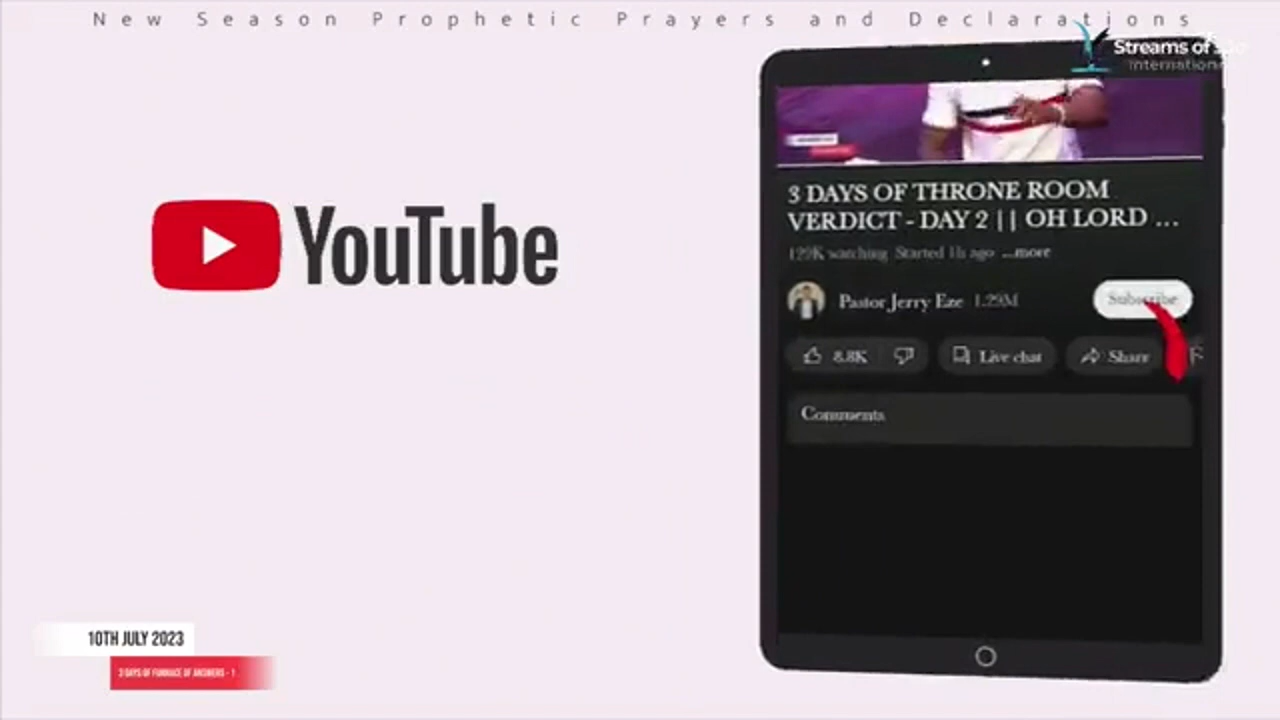 New Season Prophetic Prayers and Declarations
Streams of
International
YouTube
3 DAYS OF THRONE ROOM
VERDICT - DAY 2 || OH LORD ...
129K watching Started 1h ago ...more
Pastor Jerry Eze 1.29M
Subscribe
8.8K
Live chat
Share
Comments
10TH JULY 2023
3 DAYS OF FURNACE OF ANSWERS - 1